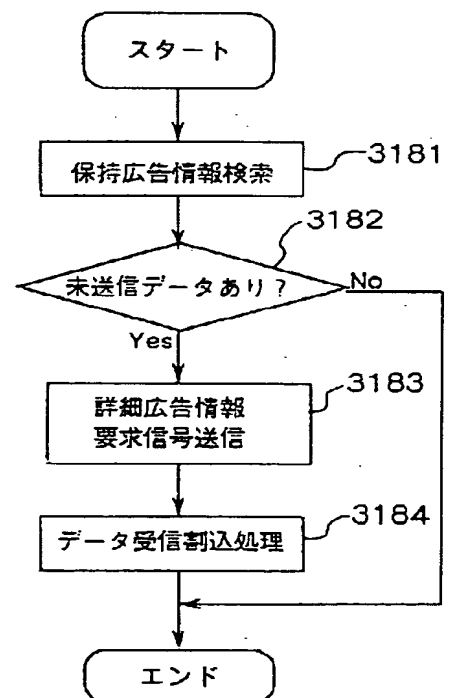 スタート
保持広告情報検索
3181
3182
未送信データあり？
No
Yes
詳細広告情報
要求信号送信
3183
データ受信割込処理
3184
エンド